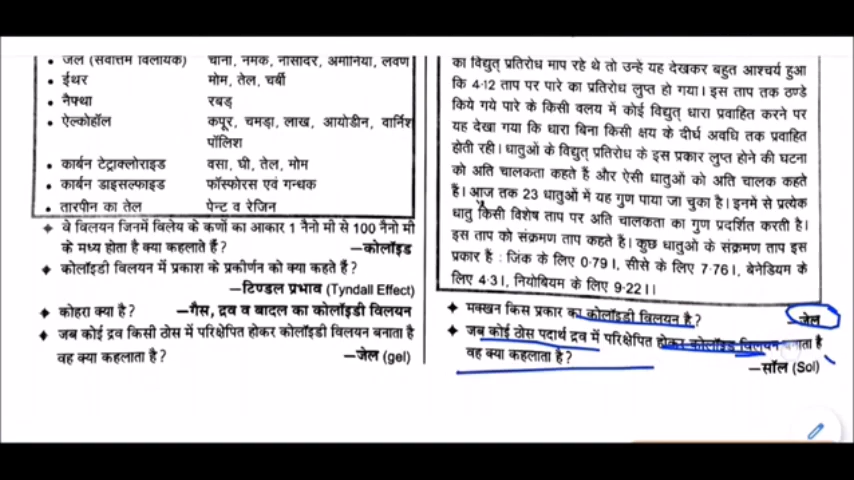 • जल (सर्वोत्तम विलायक) चीनी, नमक, नौसादर, अमोनिया, लवण
• ईथर मोम, तेल, चर्बी
• नैफ्था रबड़
• ऐल्कोहॉल कपूर, चमड़ा, लाख, आयोडीन, वार्निश
पॉलिश
• कार्बन टेट्राक्लोराइड वसा, घी, तेल, मोम
• कार्बन डाइसल्फाइड फॉस्फोरस एवं गन्धक
• तारपीन का तेल पेन्ट व रेजिन
✦ वे विलयन जिनमें विलेय के कणों का आकार 1 नैनो मी से 100 नैनो मी
के मध्य होता है क्या कहलाते हैं? —कोलॉइड
✦ कोलॉइडी विलयन में प्रकाश के प्रकीर्णन को क्या कहते हैं?
—टिण्डल प्रभाव (Tyndall Effect)
✦ कोहरा क्या है? —गैस, द्रव व बादल का कोलॉइडी विलयन
✦ जब कोई द्रव किसी ठोस में परिक्षेपित होकर कोलॉइडी विलयन बनाता है
वह क्या कहलाता है? —जेल (gel)
का विद्युत् प्रतिरोध माप रहे थे तो उन्हें यह देखकर बहुत आश्चर्य हुआ
कि 4·12 ताप पर पारे का प्रतिरोध लुप्त हो गया। इस ताप तक ठण्डे
किये गये पारे के किसी वलय में कोई विद्युत् धारा प्रवाहित करने पर
यह देखा गया कि धारा बिना किसी क्षय के दीर्घ अवधि तक प्रवाहित
होती रही। धातुओं के विद्युत् प्रतिरोध के इस प्रकार लुप्त होने की घटना
को अति चालकता कहते हैं और ऐसी धातुओं को अति चालक कहते
हैं। आज तक 23 धातुओं में यह गुण पाया जा चुका है। इनमे से प्रत्येक
धातु किसी विशेष ताप पर अति चालकता का गुण प्रदर्शित करती है।
इस ताप को संक्रमण ताप कहते हैं। कुछ धातुओ के संक्रमण ताप इस
प्रकार है : जिंक के लिए 0·79।, सीसे के लिए 7·76।, बेनेडियम के
लिए 4·3।, नियोबियम के लिए 9·22।।
✦ मक्खन किस प्रकार का कोलॉइडी विलयन है? —जेल
✦ जब कोई ठोस पदार्थ द्रव में परिक्षेपित होकर कोलॉइड विलयन बनाता है
वह क्या कहलाता है?
—सॉल (Sol)